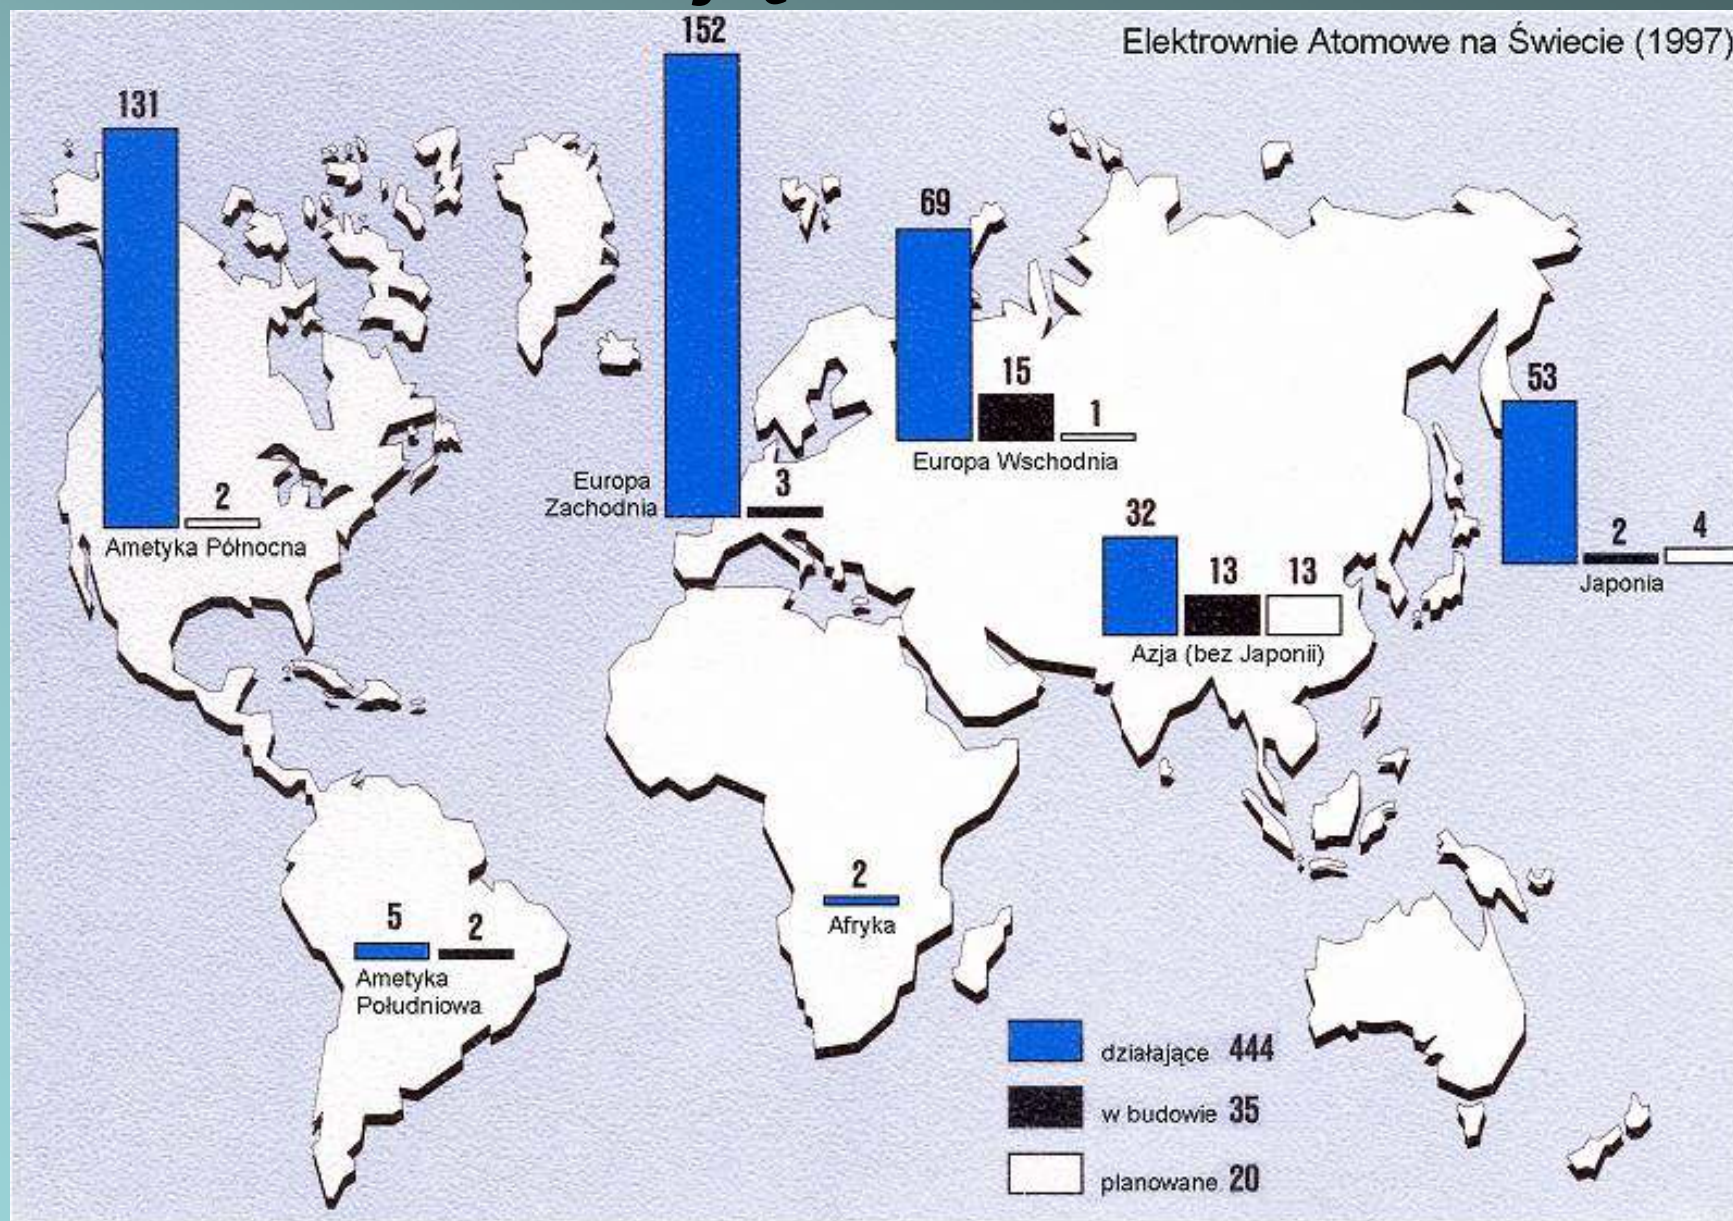 152
Elektrownie Atomowe na Świecie (1997)
131
69
15
1
Europa Wschodnia
53
2
4
Japonia
Europa
Zachodnia
3
2
Ametyka Północna
32
13
13
Azja (bez Japonii)
2
Afryka
5
2
Ametyka
Południowa
działające 444
w budowie 35
planowane 20